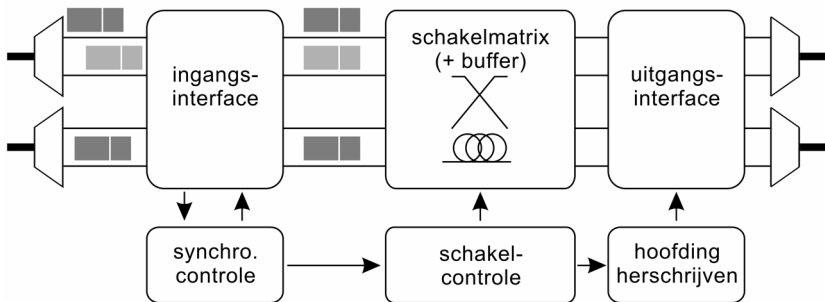 ingangs-
interface
schakelmatrix
(+ buffer)
uitgangs-
interface
synchro.
controle
schakel-
controle
hoofding
herschrijven